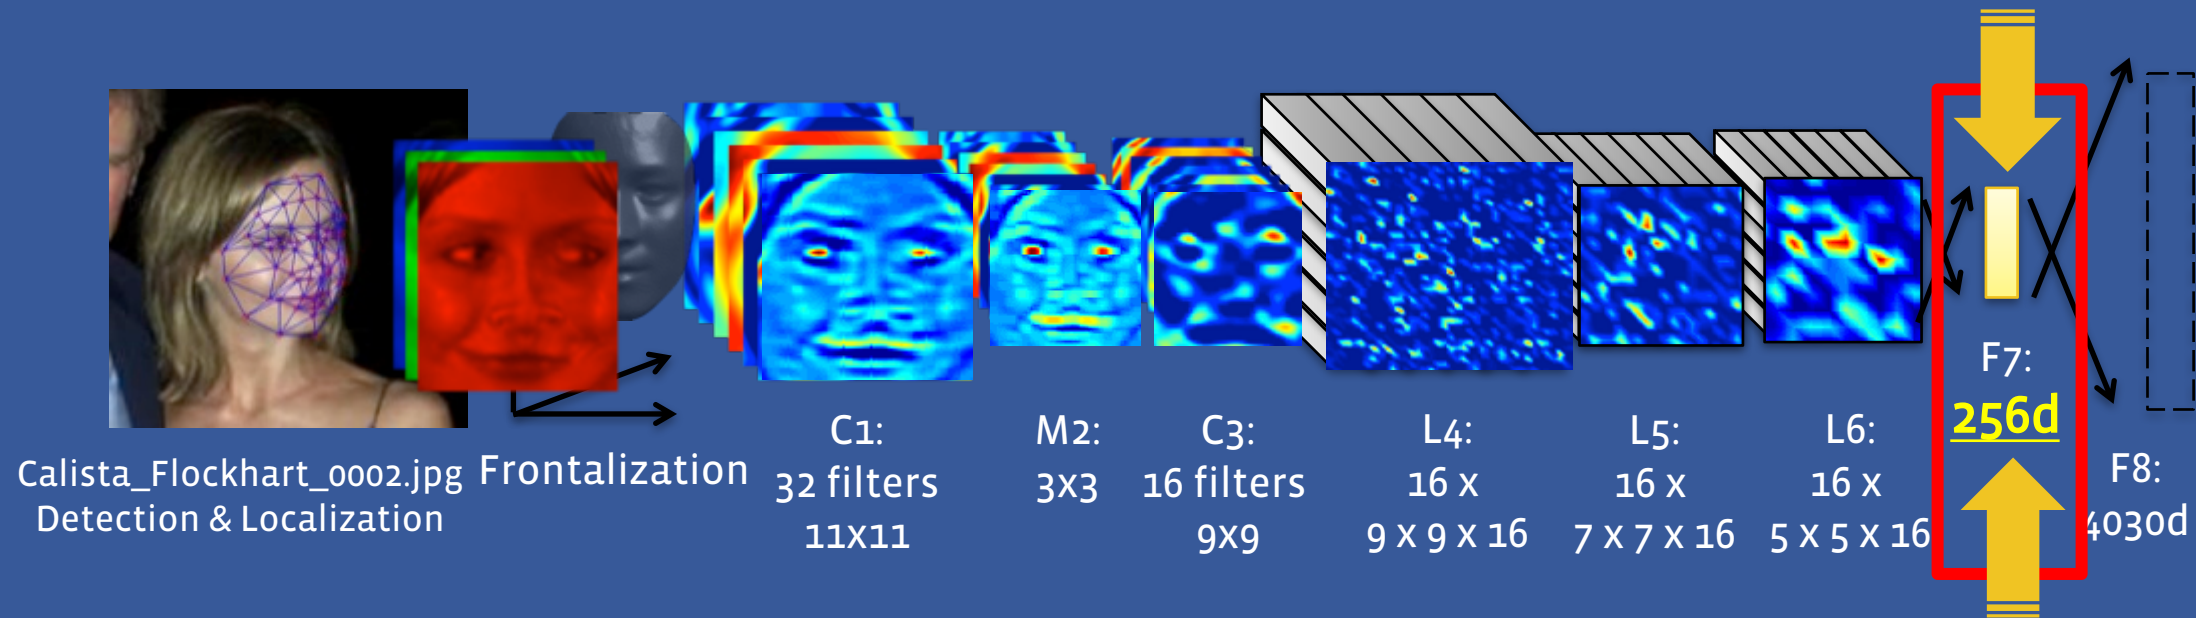 Calista_Flockhart_0002.jpg
Detection & Localization
Frontalization
C1:
32 filters
11x11
M2:
3x3
C3:
16 filters
9x9
L4:
16 x
9 x 9 x 16
L5:
16 x
7 x 7 x 16
L6:
16 x
5 x 5 x 16
F7:
256d
F8:
4030d